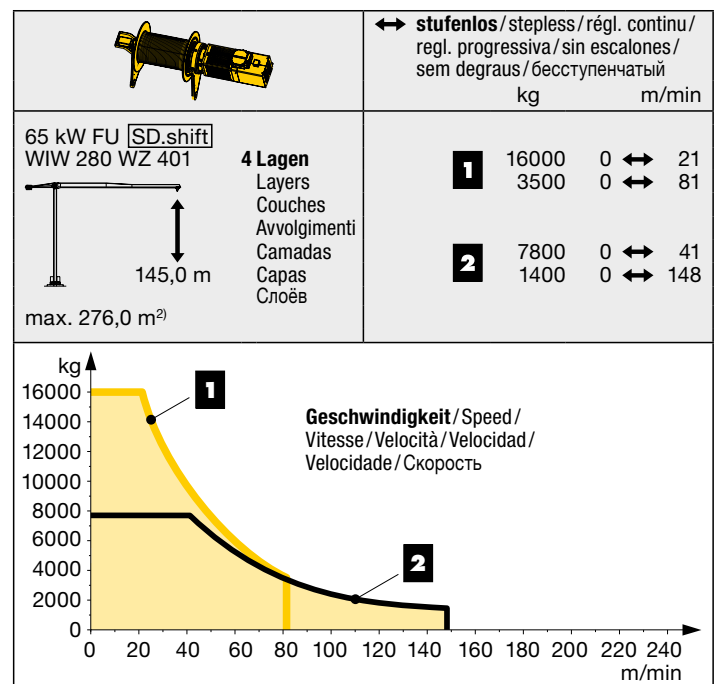 ↔ stufenlos / stepless / régl. continu /
regl. progressiva / sin escalones /
sem degraus / бесступенчатый
kg m/min
65 kW FU SD.shift
WIW 280 WZ 401
145,0 m
max. 276,0 m²⁾
4 Lagen
Layers
Couches
Avvolgimenti
Camadas
Capas
Слоёв
1 16000 0 ↔ 21
3500 0 ↔ 81
2 7800 0 ↔ 41
1400 0 ↔ 148
kg
16000
14000
12000
10000
8000
6000
4000
2000
0
1
Geschwindigkeit / Speed /
Vitesse / Velocità / Velocidad /
Velocidade / Скорость
2
0 20 40 60 80 100 120 140 160 180 200 220 240
m/min